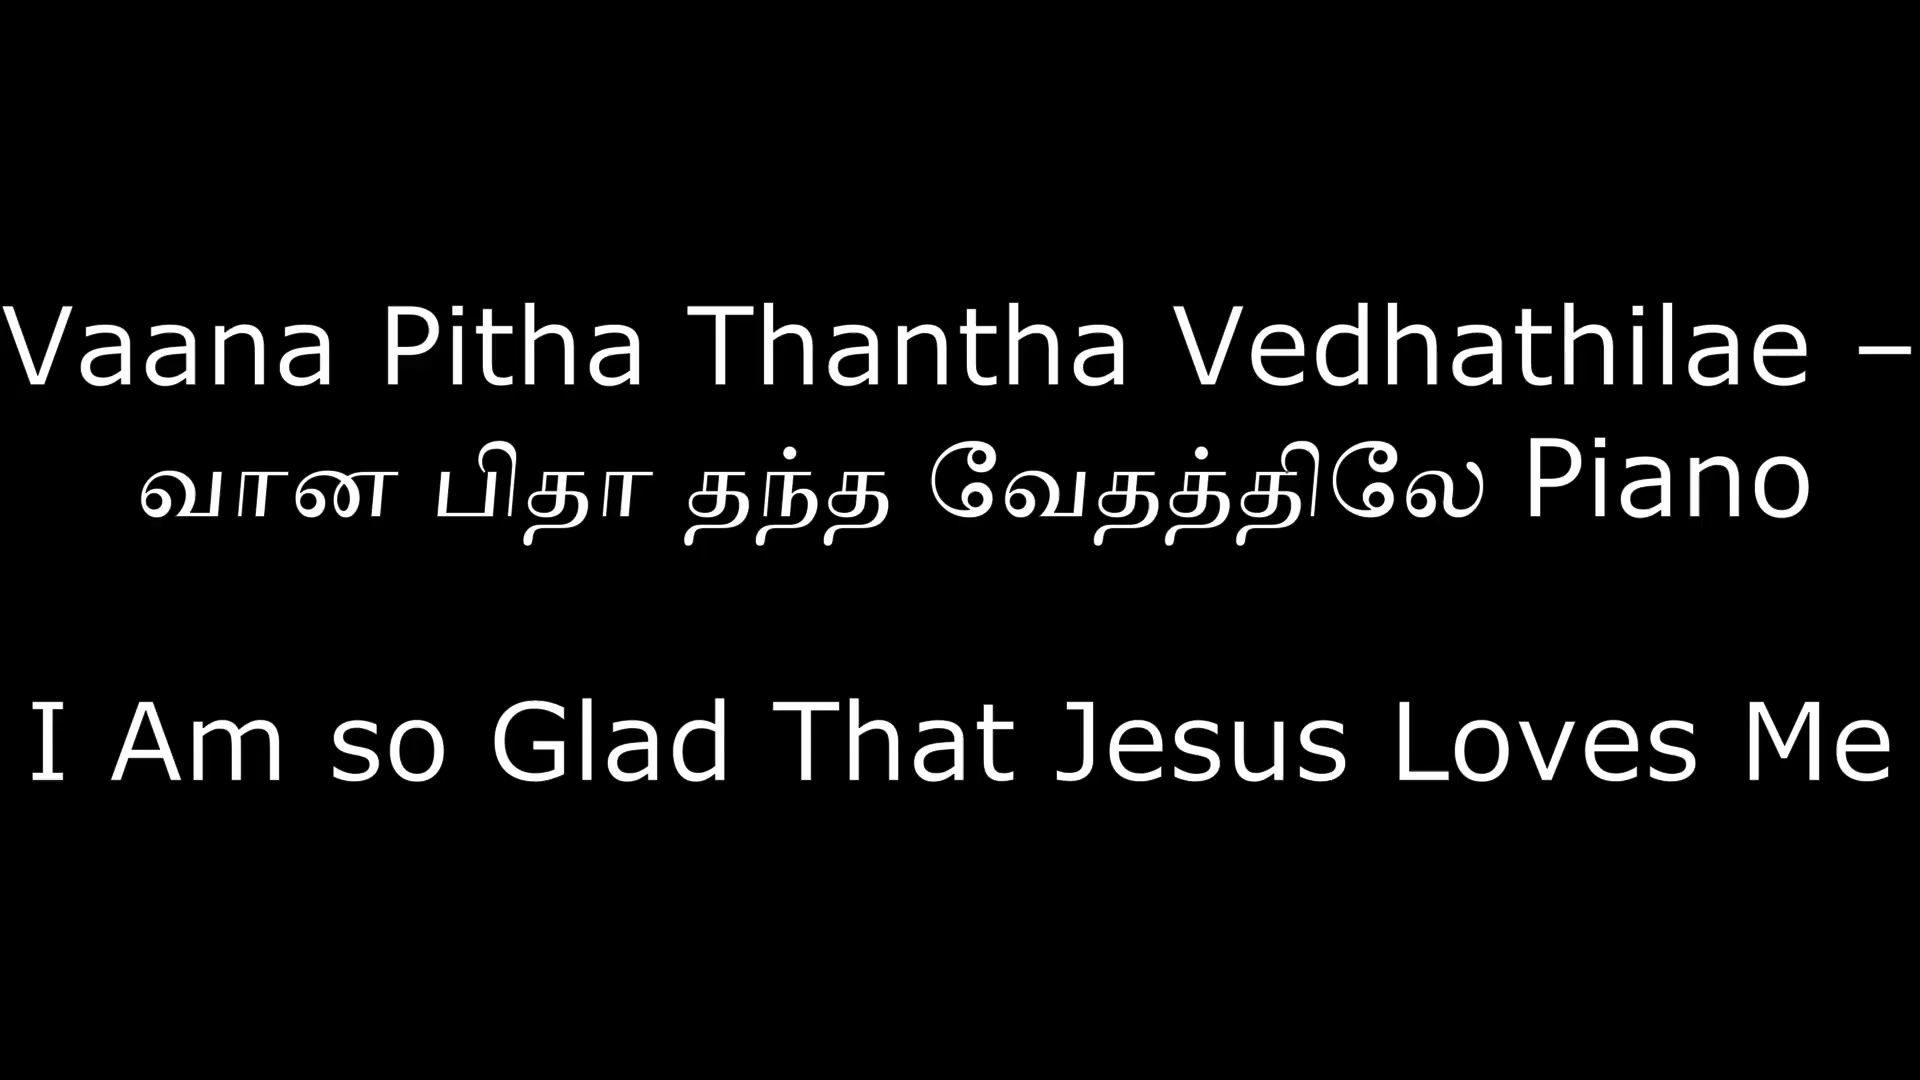 Vaana Pitha Thantha Vedhathilae –
வான பிதா தந்த வேதத்திலே Piano
I Am so Glad That Jesus Loves Me